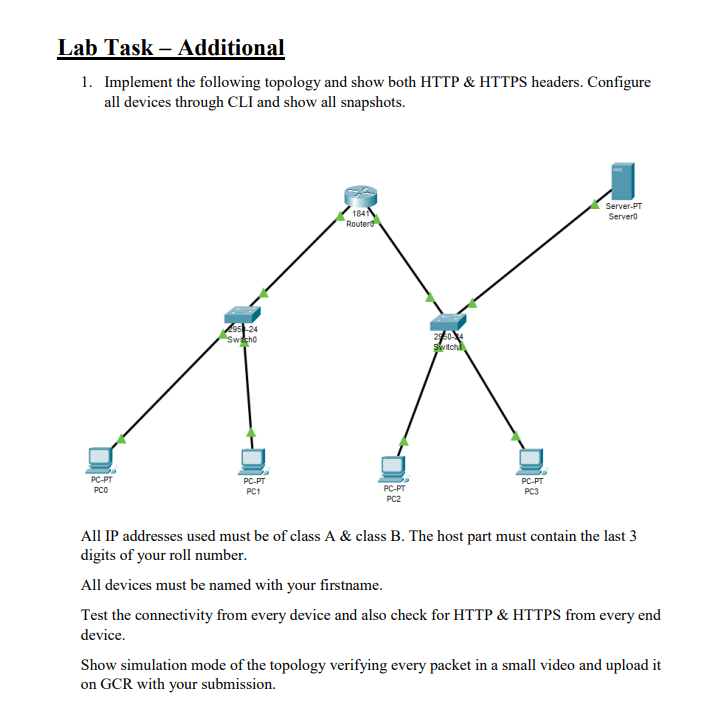 Lab Task – Additional
1. Implement the following topology and show both HTTP & HTTPS headers. Configure
all devices through CLI and show all snapshots.
Server-PT
Server0
1841
Router0
2950-24
Switch0
2950-24
Switch1
PC-PT
PC0
PC-PT
PC1
PC-PT
PC2
PC-PT
PC3
All IP addresses used must be of class A & class B. The host part must contain the last 3
digits of your roll number.
All devices must be named with your firstname.
Test the connectivity from every device and also check for HTTP & HTTPS from every end
device.
Show simulation mode of the topology verifying every packet in a small video and upload it
on GCR with your submission.